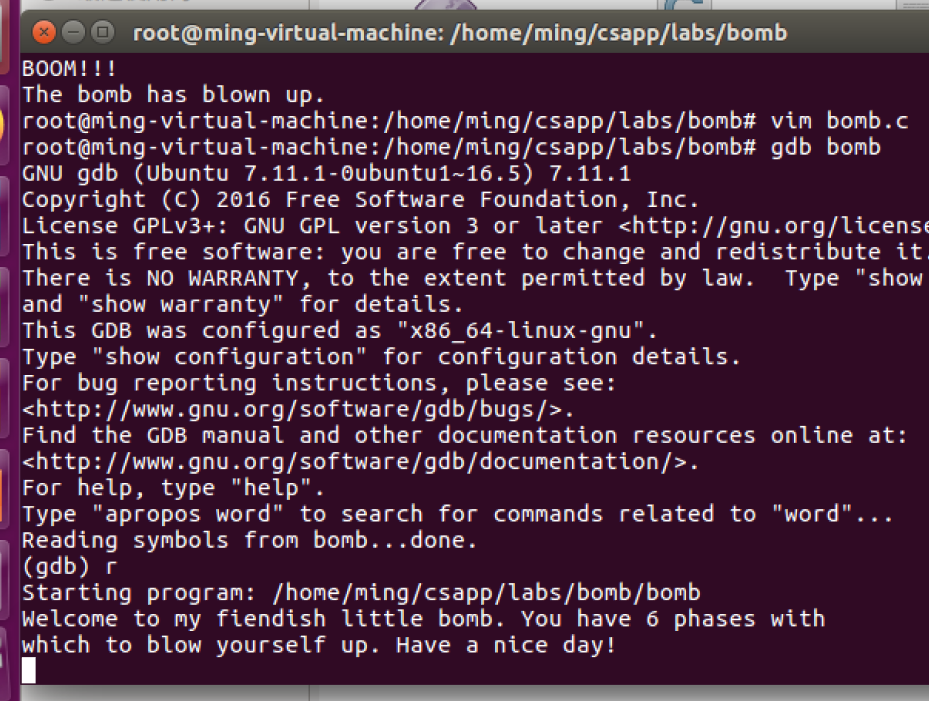 root@ming-virtual-machine: /home/ming/csapp/labs/bomb
BOOM!!!
The bomb has blown up.
root@ming-virtual-machine:/home/ming/csapp/labs/bomb# vim bomb.c
root@ming-virtual-machine:/home/ming/csapp/labs/bomb# gdb bomb
GNU gdb (Ubuntu 7.11.1-0ubuntu1~16.5) 7.11.1
Copyright (C) 2016 Free Software Foundation, Inc.
License GPLv3+: GNU GPL version 3 or later <http://gnu.org/license
This is free software: you are free to change and redistribute it.
There is NO WARRANTY, to the extent permitted by law.  Type "show
and "show warranty" for details.
This GDB was configured as "x86_64-linux-gnu".
Type "show configuration" for configuration details.
For bug reporting instructions, please see:
<http://www.gnu.org/software/gdb/bugs/>.
Find the GDB manual and other documentation resources online at:
<http://www.gnu.org/software/gdb/documentation/>.
For help, type "help".
Type "apropos word" to search for commands related to "word"...
Reading symbols from bomb...done.
(gdb) r
Starting program: /home/ming/csapp/labs/bomb/bomb
Welcome to my fiendish little bomb. You have 6 phases with
which to blow yourself up. Have a nice day!